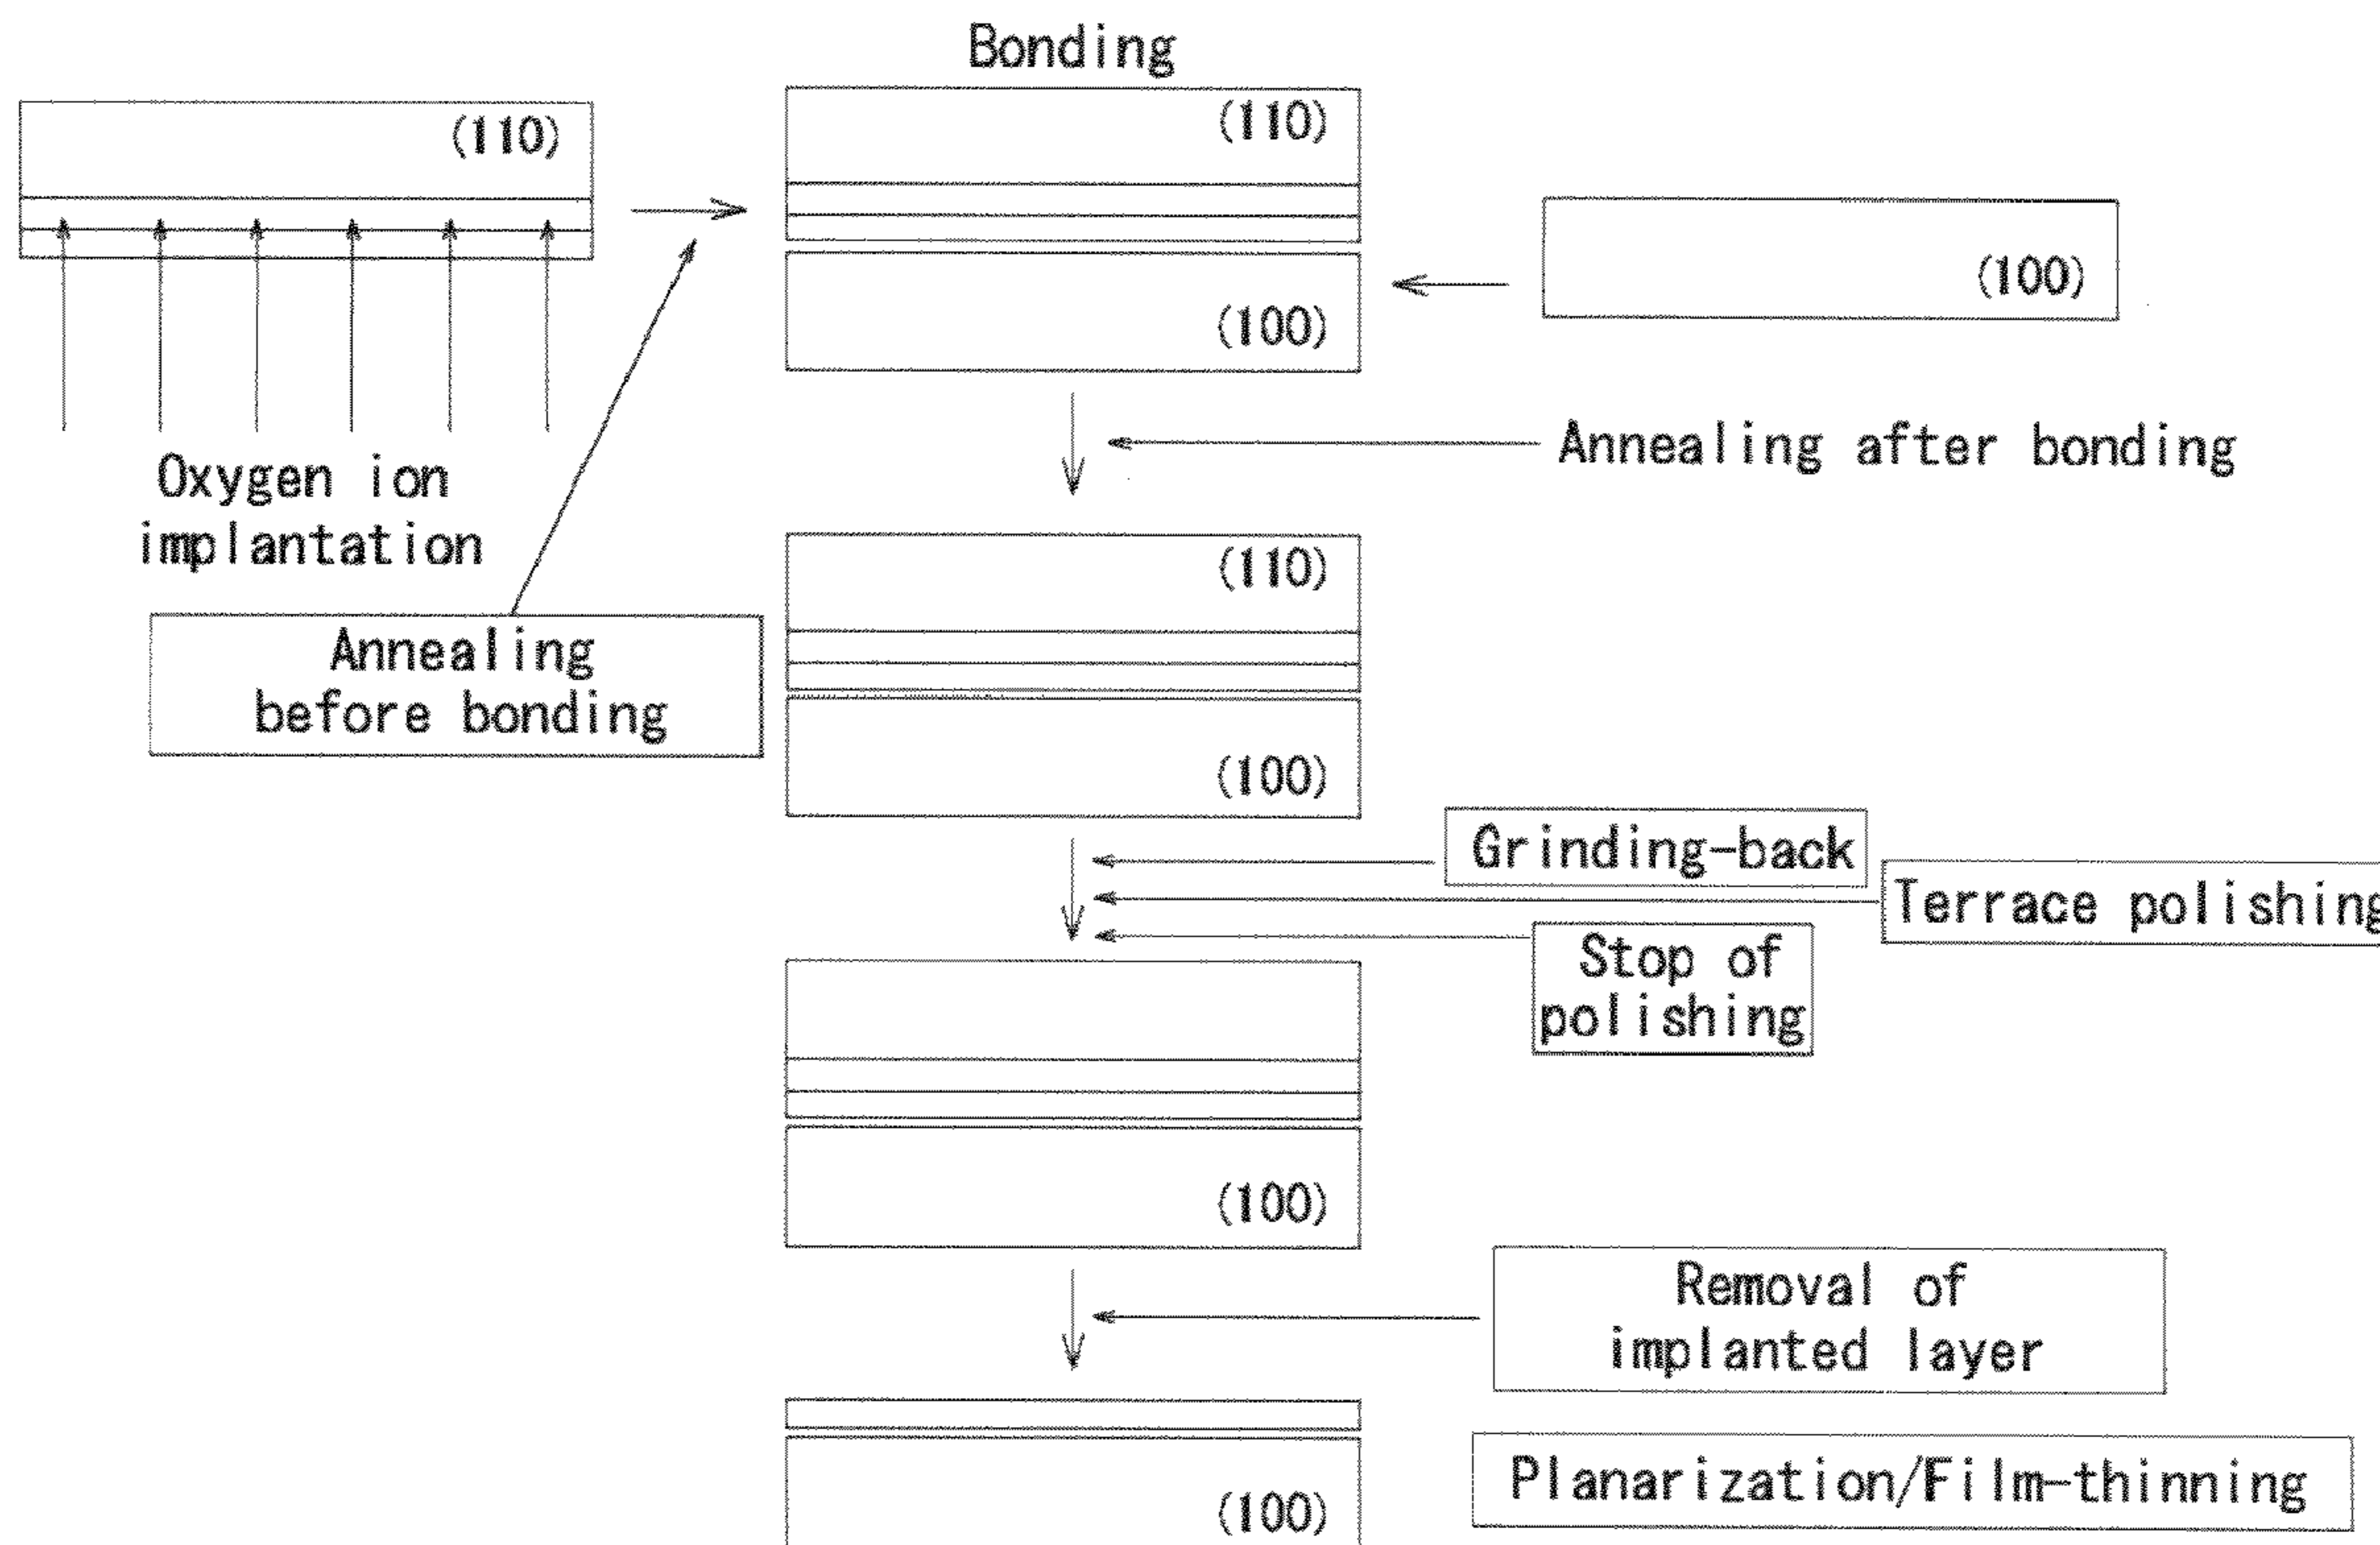 Bonding
(110)
(110)
(100)
(100)
Oxygen ion
implantation
Annealing after bonding
(110)
Annealing
before bonding
(100)
Grinding-back
Terrace polishing
Stop of
polishing
(100)
Removal of
implanted layer
Planarization/Film-thinning
(100)